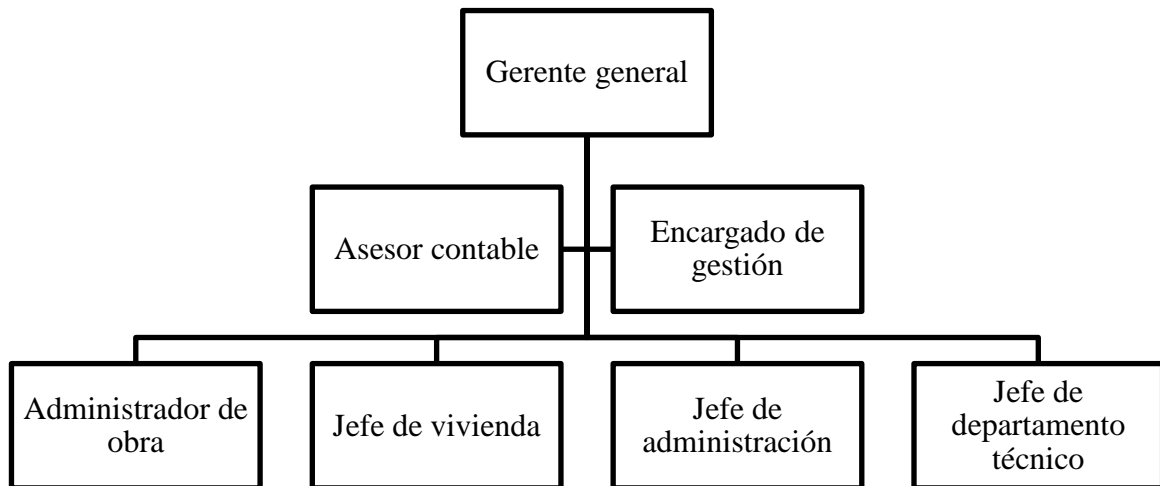 Gerente general
Asesor contable
Encargado de
gestión
Administrador de
obra
Jefe de vivienda
Jefe de
administración
Jefe de
departamento
técnico